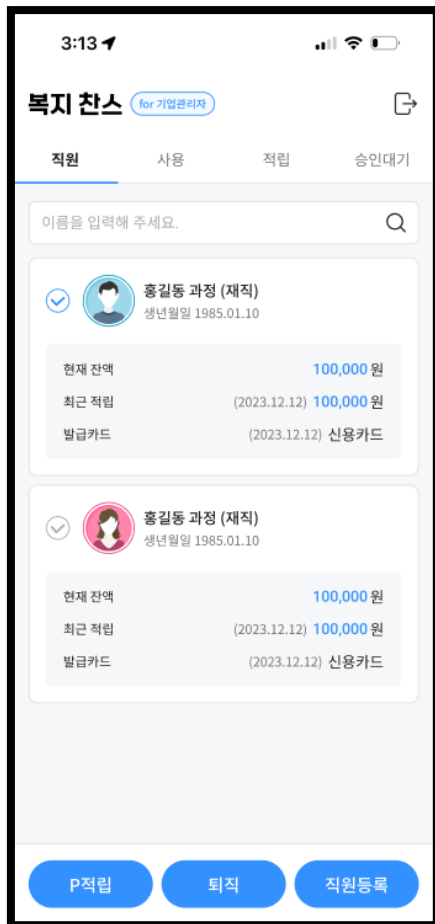 3:13
복지 찬스 for 기업관리자
직원 사용 적립 승인대기
이름을 입력해 주세요.
홍길동 과정 (재직)
생년월일 1985.01.10
현재 잔액 100,000 원
최근 적립 (2023.12.12) 100,000 원
발급카드 (2023.12.12) 신용카드
홍길동 과정 (재직)
생년월일 1985.01.10
현재 잔액 100,000 원
최근 적립 (2023.12.12) 100,000 원
발급카드 (2023.12.12) 신용카드
P적립 퇴직 직원등록